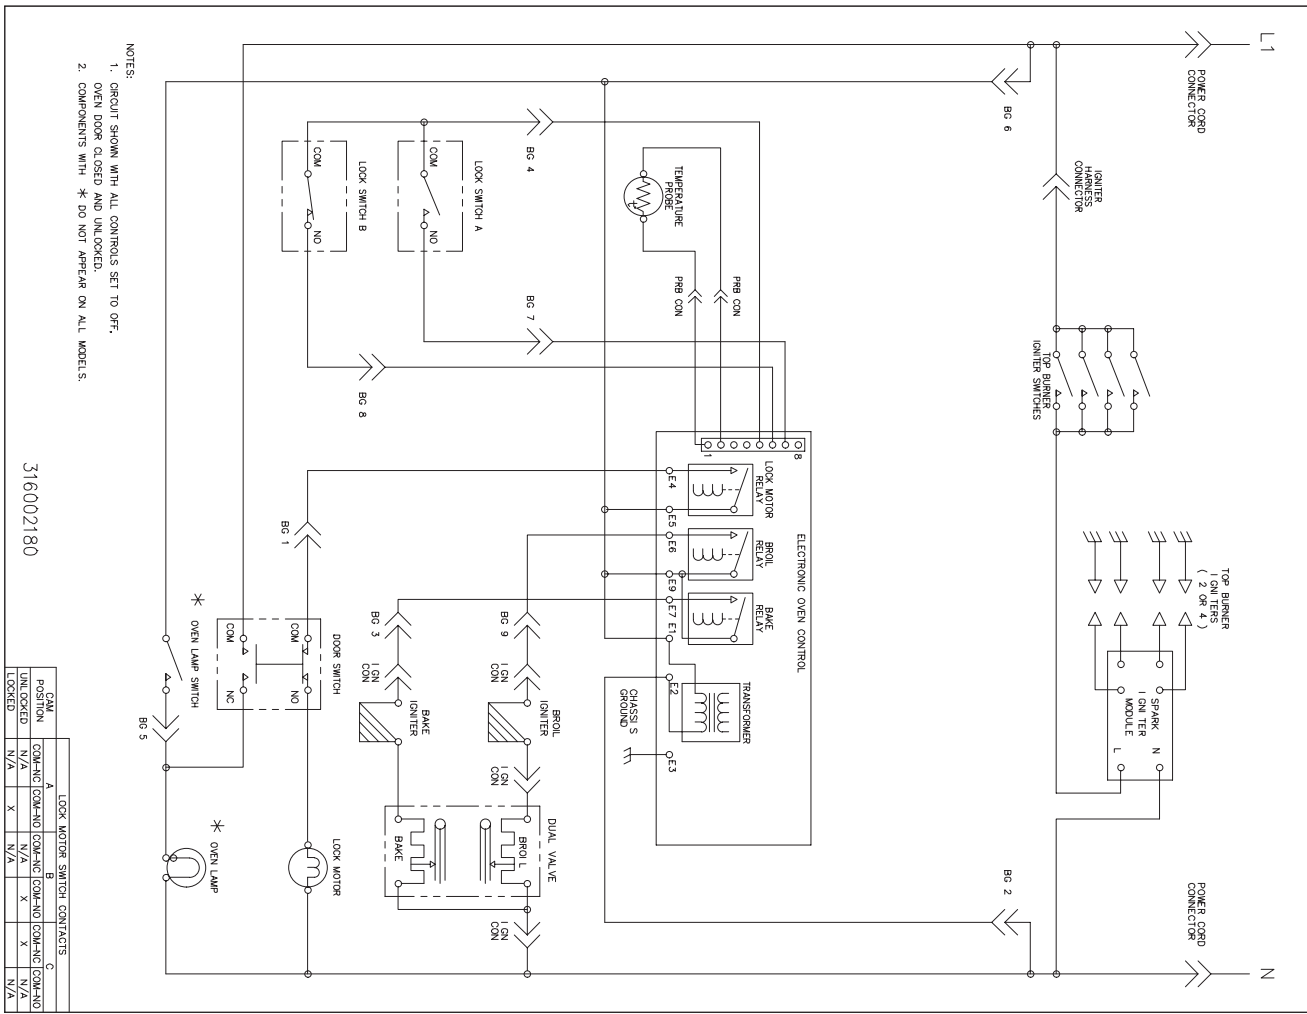 L1
POWER CORD
CONNECTOR
BG 6
IGNITER
HARNESS
CONNECTOR
TOP BURNER
IGNITER SWITCHES
TOP BURNER
IGNITERS
( 2 OR 4 )
SPARK
IGNITER
MODULE
N
L
POWER CORD
CONNECTOR
N
BG 2
BG 4
TEMPERATURE
PROBE
PRB CON
PRB CON
LOCK SWITCH A
COM
NO
LOCK SWITCH B
COM
NO
BG 7
BG 8
ELECTRONIC OVEN CONTROL
8
1
LOCK MOTOR
RELAY
E4
E5
BROIL
RELAY
E6
E9
BAKE
RELAY
E7
E1
TRANSFORMER
E2
CHASSIS
GROUND
E3
BG 1
BG 9
BG 3
IGN
CON
IGN
CON
BROIL
IGNITER
BAKE
IGNITER
IGN
CON
DUAL VALVE
BROIL
BAKE
IGN
CON
DOOR SWITCH
COM
NO
COM
NC
LOCK MOTOR
* OVEN LAMP SWITCH
BG 5
* OVEN LAMP
NOTES:
1. CIRCUIT SHOWN WITH ALL CONTROLS SET TO OFF,
OVEN DOOR CLOSED AND UNLOCKED.
2. COMPONENTS WITH * DO NOT APPEAR ON ALL MODELS.
316002180
LOCK MOTOR SWITCH CONTACTS
CAM
POSITION
A B C
COM-NC COM-NO COM-NC COM-NO COM-NC COM-NO
UNLOCKED N/A N/A X X N/A
LOCKED N/A X N/A N/A